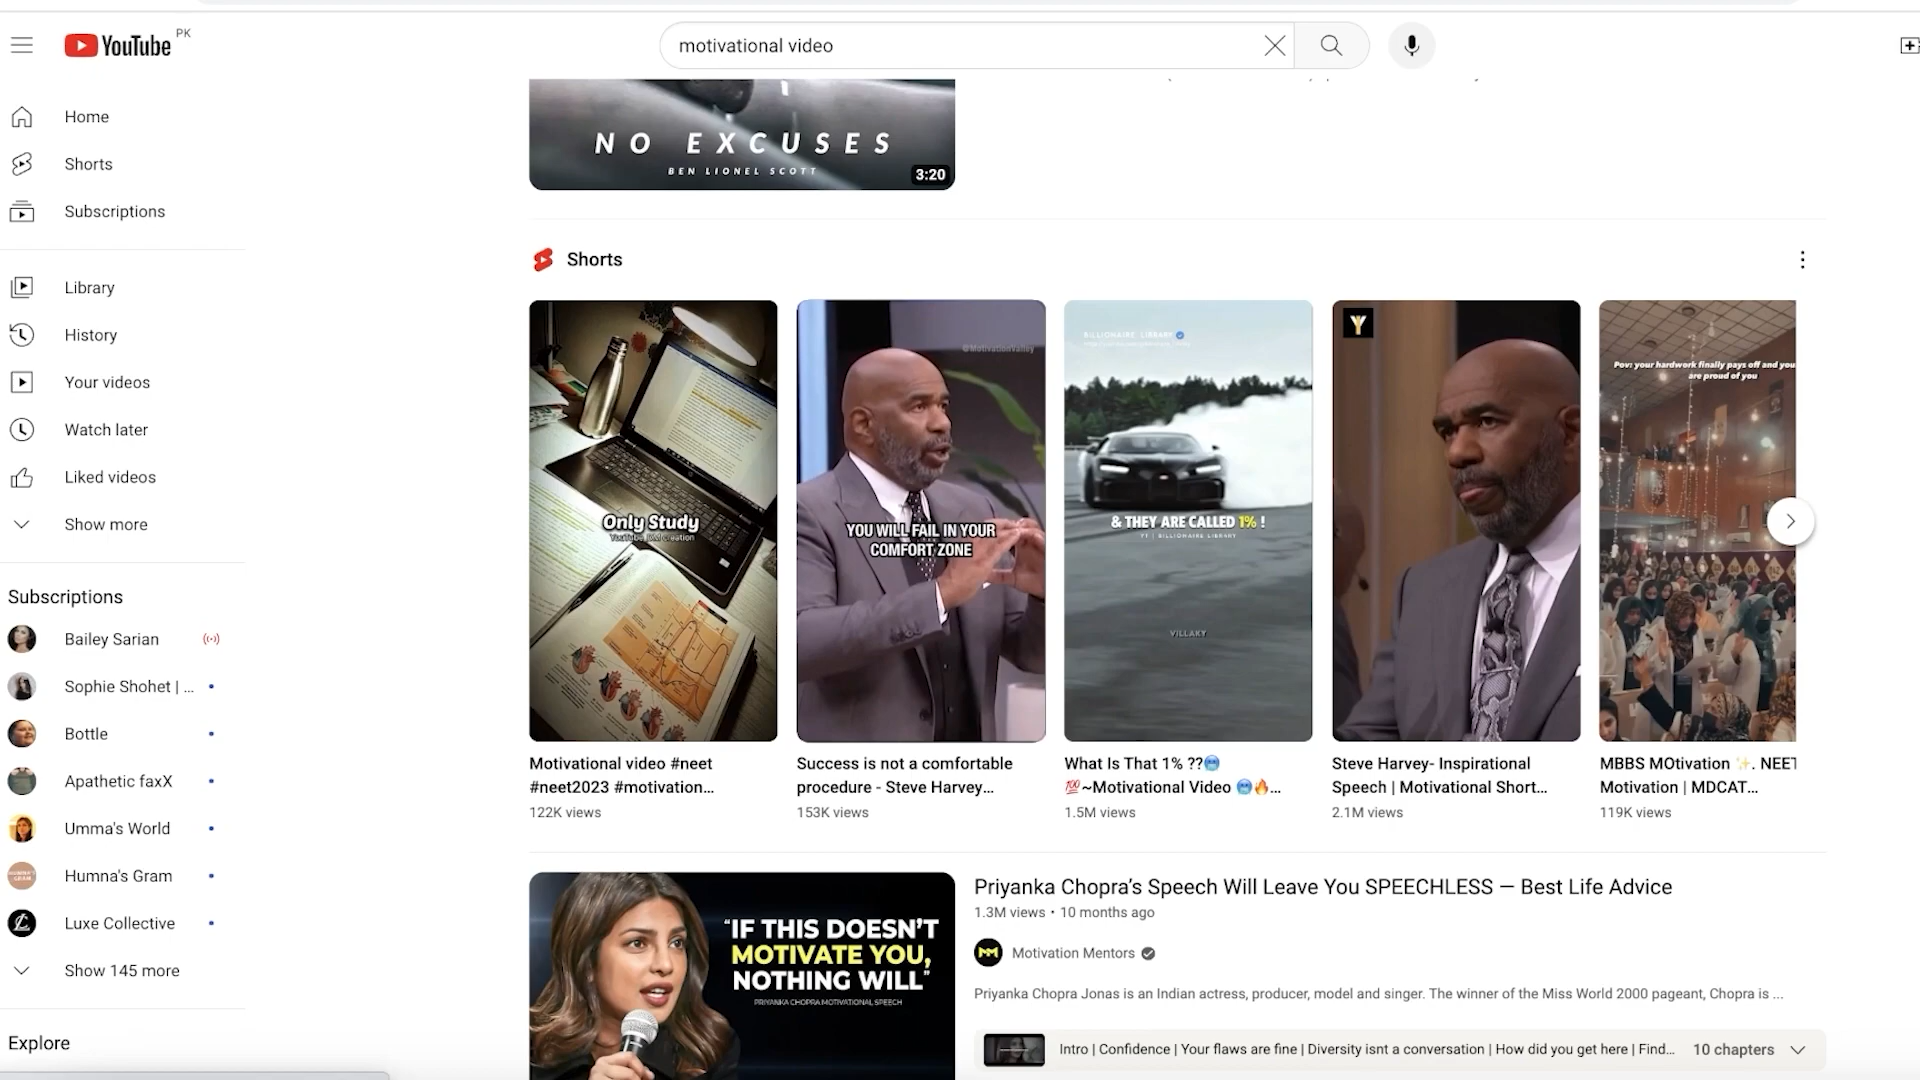 YouTube PK
motivational video
Home
Shorts
Subscriptions
Library
History
Your videos
Watch later
Liked videos
Show more
Subscriptions
Bailey Sarian
Sophie Shohet | ...
Bottle
Apathetic faxX
Umma's World
Humna's Gram
Luxe Collective
Show 145 more
Explore
NO EXCUSES
BEN LIONEL SCOTT
3:20
Shorts
Only Study
Motivational video #neet
#neet2023 #motivation...
122K views
@MotivationValley
YOU WILL FAIL IN YOUR
COMFORT ZONE
Success is not a comfortable
procedure - Steve Harvey...
153K views
BILLIONAIRE LIBRARY
& THEY ARE CALLED 1% !
YT | BILLIONAIRE LIBRARY
VILLAKY
What Is That 1% ??🥶
💯~Motivational Video 🥶🔥...
1.5M views
Y
Steve Harvey- Inspirational
Speech | Motivational Short...
2.1M views
Pov: your hardwork finally pays off and you
are proud of you
MBBS MOtivation ✨. NEET
Motivation | MDCAT...
119K views
"IF THIS DOESN'T
MOTIVATE YOU,
NOTHING WILL"
PRIYANKA CHOPRA MOTIVATIONAL SPEECH
Priyanka Chopra's Speech Will Leave You SPEECHLESS — Best Life Advice
1.3M views • 10 months ago
Motivation Mentors
Priyanka Chopra Jonas is an Indian actress, producer, model and singer. The winner of the Miss World 2000 pageant, Chopra is ...
Intro | Confidence | Your flaws are fine | Diversity isnt a conversation | How did you get here | Find... 10 chapters